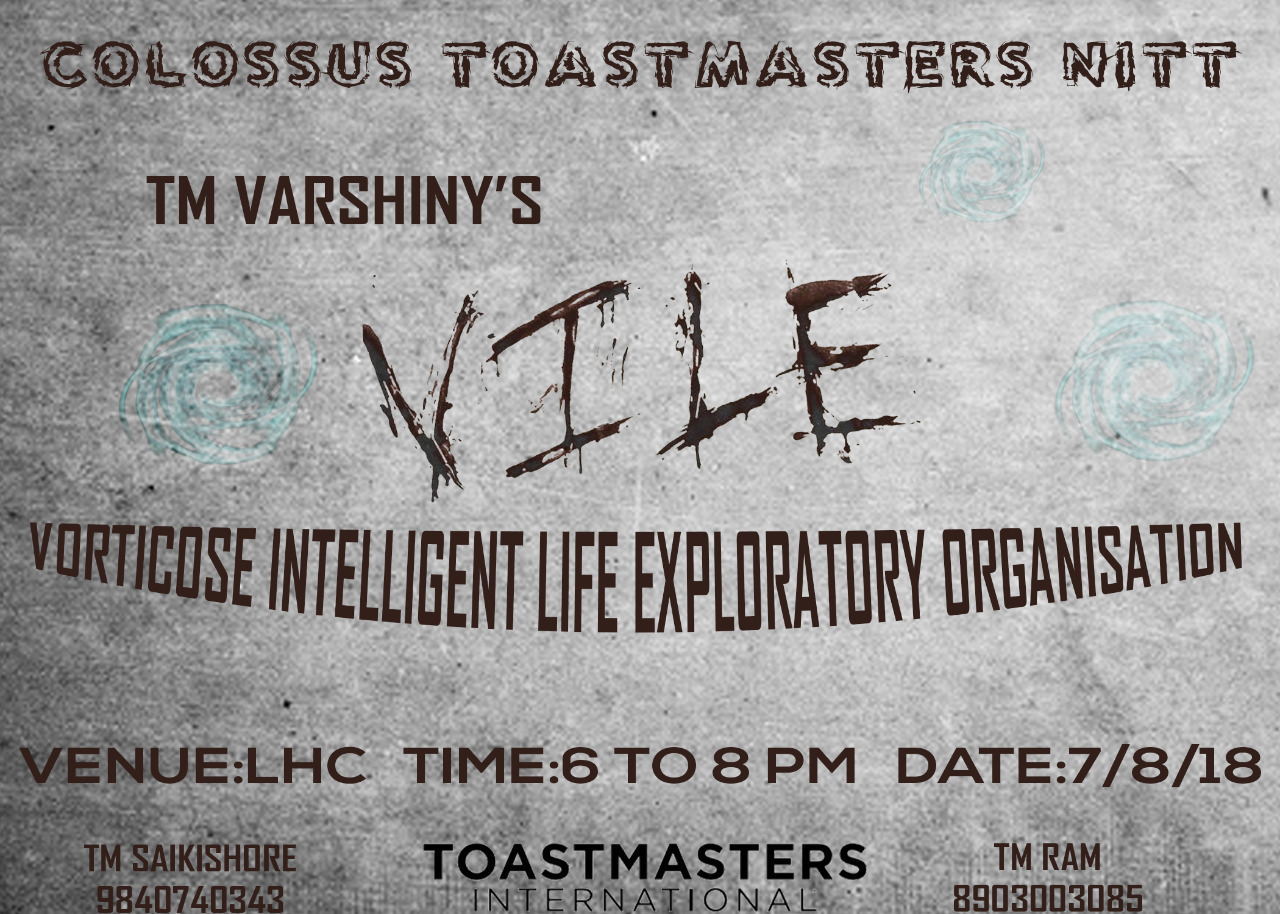 COLOSSUS TOASTMASTERS NITT
TM VARSHINY'S
VILE
VORTICOSE INTELLIGENT LIFE EXPLORATORY ORGANISATION
VENUE:LHC TIME:6 TO 8 PM DATE:7/8/18
TM SAIKISHORE
9840740343
TOASTMASTERS
INTERNATIONAL
TM RAM
8903003085